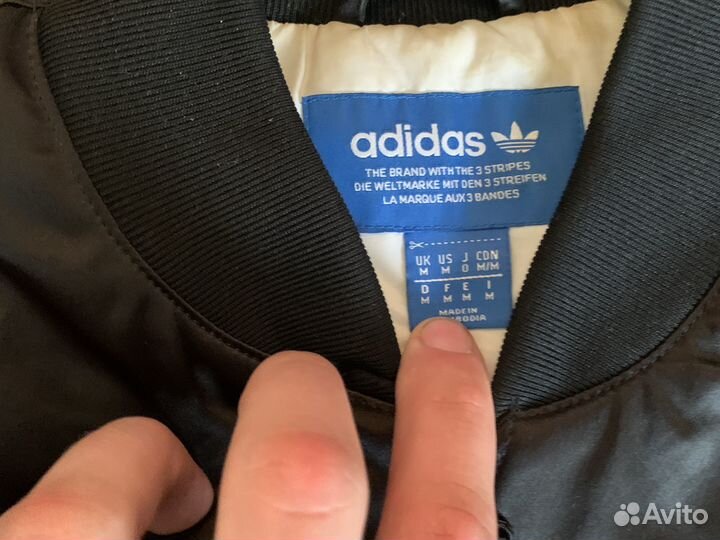 adidas
THE BRAND WITH THE 3 STRIPES
DIE WELTMARKE MIT DEN 3 STREIFEN
LA MARQUE AUX 3 BANDES
UK US J CDN
M M O M/M
D F E I
M M M M
MADE IN
Avito